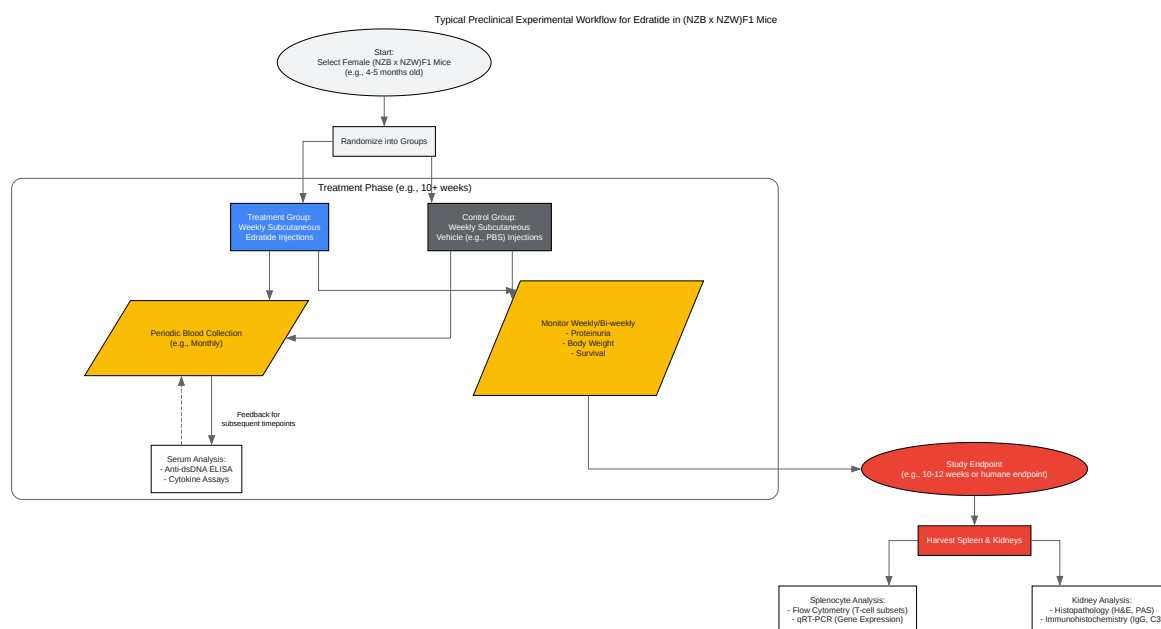 Typical Preclinical Experimental Workflow for Edratide in (NZB x NZW)F1 Mice
Start:
Select Female (NZB x NZW)F1 Mice
(e.g., 4-5 months old)
Randomize into Groups
Treatment Phase (e.g., 10+ weeks)
Treatment Group:
Weekly Subcutaneous
Edratide Injections
Control Group:
Weekly Subcutaneous
Vehicle (e.g., PBS) Injections
Periodic Blood Collection
(e.g., Monthly)
Monitor Weekly/Bi-weekly
- Proteinuria
- Body Weight
- Survival
Feedback for
subsequent timepoints
Serum Analysis:
- Anti-dsDNA ELISA
- Cytokine Assays
Study Endpoint
(e.g., 10-12 weeks or humane endpoint)
Harvest Spleen & Kidneys
Splenocyte Analysis:
- Flow Cytometry (T-cell subsets)
- qRT-PCR (Gene Expression)
Kidney Analysis:
- Histopathology (H&E, PAS)
- Immunohistochemistry (IgG, C3